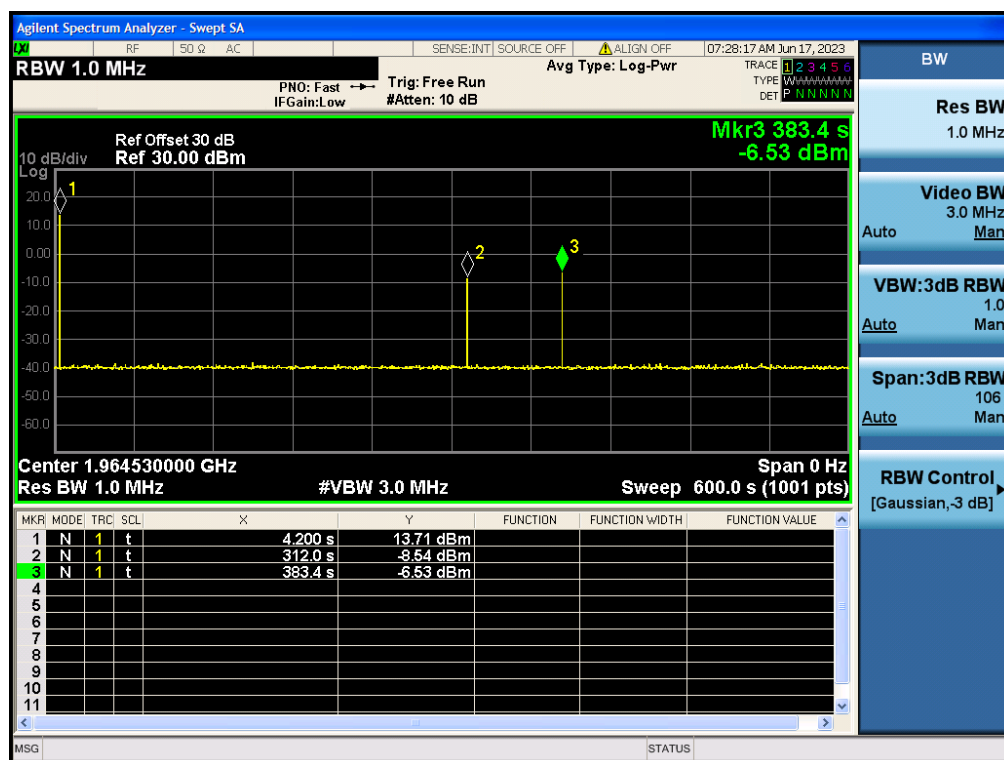 Agilent Spectrum Analyzer - Swept SA
LXI RF 50 Ω AC SENSE:INT SOURCE OFF ALIGN OFF 07:28:17 AM Jun 17, 2023
RBW 1.0 MHz
PNO: Fast
IFGain:Low
Trig: Free Run
#Atten: 10 dB
Avg Type: Log-Pwr
TRACE 1 2 3 4 5 6
TYPE W
DET P N N N N N
Mkr3 383.4 s
-6.53 dBm
Ref Offset 30 dB
10 dB/div Ref 30.00 dBm
Log
20.0
10.0
0.00
-10.0
-20.0
-30.0
-40.0
-50.0
-60.0
1
2
3
Center 1.964530000 GHz Span 0 Hz
Res BW 1.0 MHz #VBW 3.0 MHz Sweep 600.0 s (1001 pts)
MKR MODE TRC SCL X Y FUNCTION FUNCTION WIDTH FUNCTION VALUE
1 N 1 t 4.200 s 13.71 dBm
2 N 1 t 312.0 s -8.54 dBm
3 N 1 t 383.4 s -6.53 dBm
4
5
6
7
8
9
10
11
MSG STATUS
BW
Res BW
1.0 MHz
Video BW
3.0 MHz
Auto Man
VBW:3dB RBW
1.0
Auto Man
Span:3dB RBW
106
Auto Man
RBW Control
[Gaussian,-3 dB]